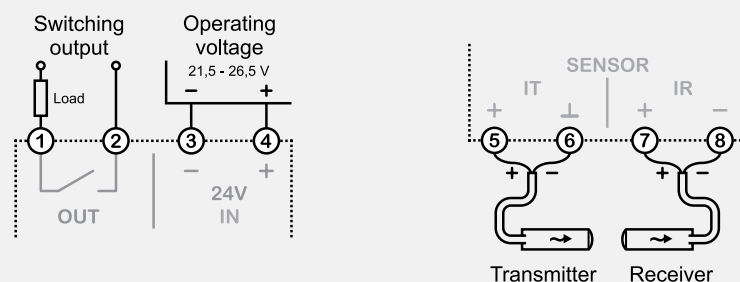 Switching
output
Operating
voltage
21,5 - 26,5 V
Load
− +
1 2 3 4
− +
OUT
24V
IN
SENSOR
IT IR
+ ⊥ + −
5 6 7 8
+ − + −
Transmitter Receiver